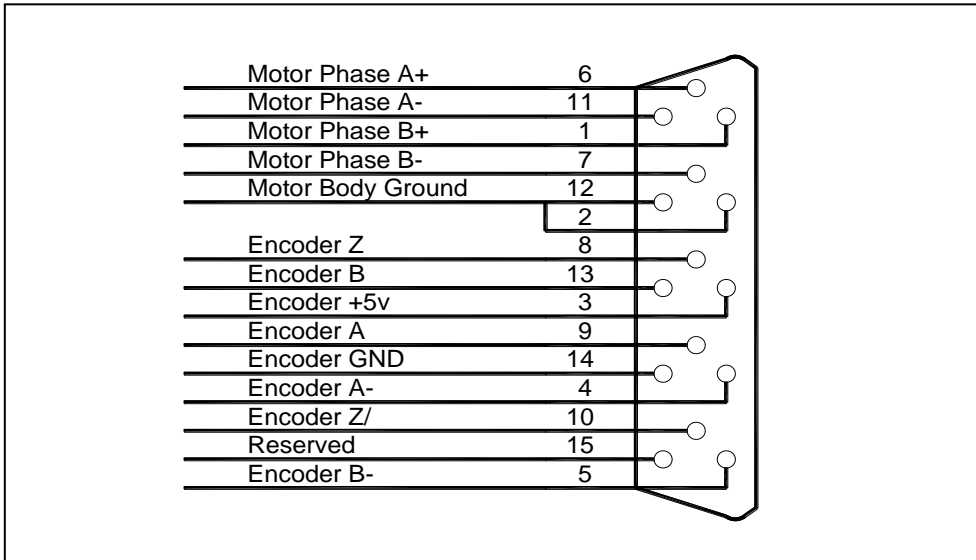 Motor Phase A+ 6
Motor Phase A- 11
Motor Phase B+ 1
Motor Phase B- 7
Motor Body Ground 12
2
Encoder Z 8
Encoder B 13
Encoder +5v 3
Encoder A 9
Encoder GND 14
Encoder A- 4
Encoder Z/ 10
Reserved 15
Encoder B- 5